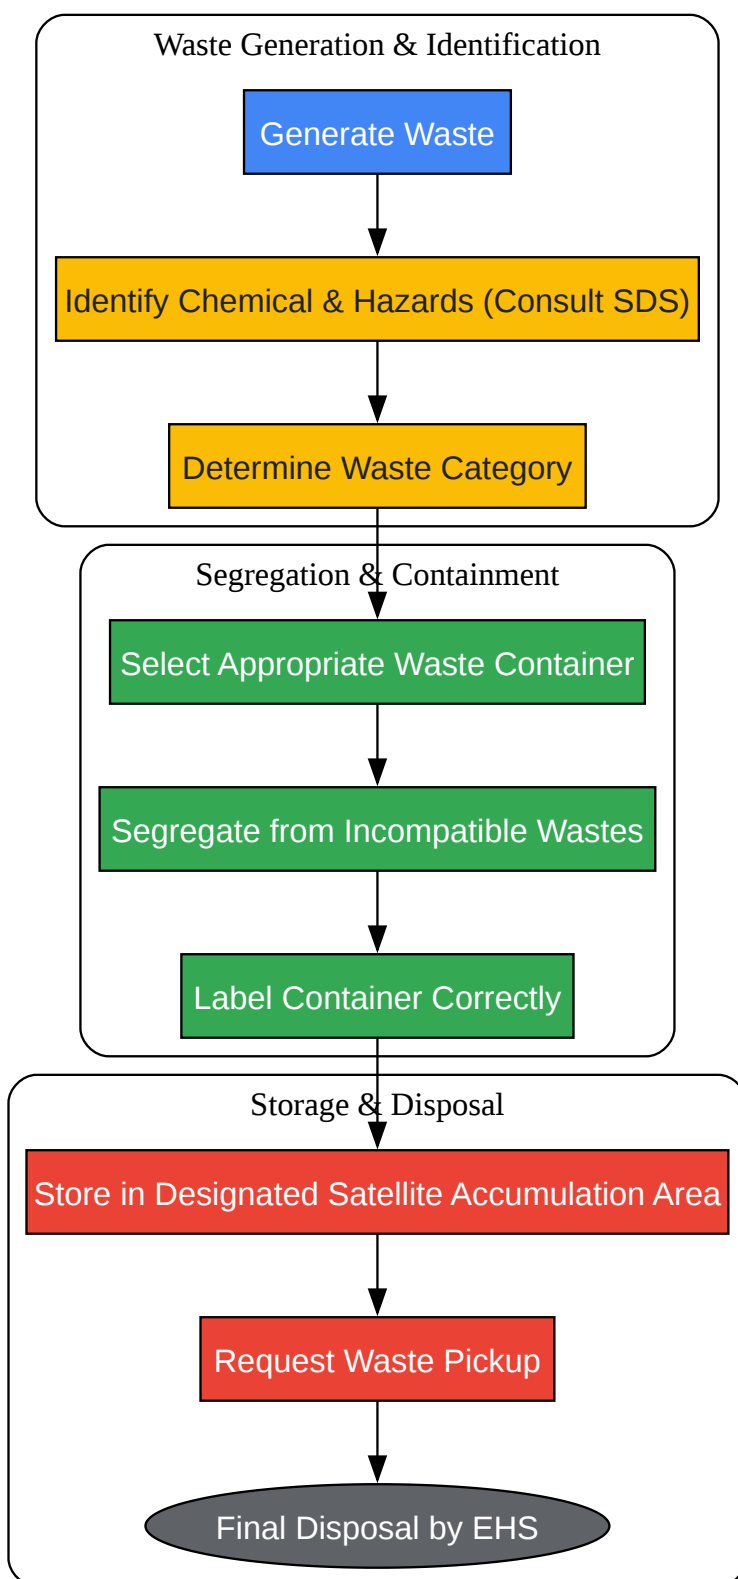 Waste Generation & Identification
Generate Waste
Identify Chemical & Hazards (Consult SDS)
Determine Waste Category
Segregation & Containment
Select Appropriate Waste Container
Segregate from Incompatible Wastes
Label Container Correctly
Storage & Disposal
Store in Designated Satellite Accumulation Area
Request Waste Pickup
Final Disposal by EHS